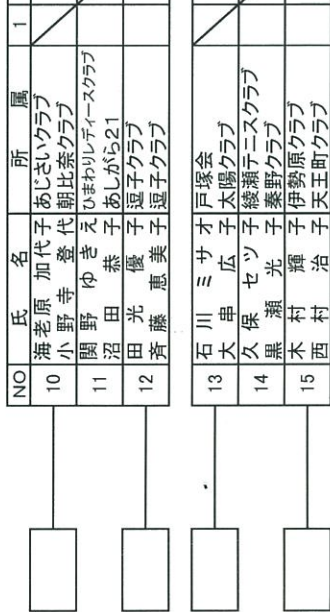 NO 氏 名 所 属 1
10 海老原 加代子 あじさいクラブ
小野寺 登代 朝比奈クラブ
11 関野 ゆきえ ひまわりレディースクラブ
沼田 恭子 あしがら21
12 田光 優子 逗子クラブ
斉藤 恵美子 逗子クラブ
13 石川 ミサオ 戸塚会
大串 広子 太陽クラブ
14 久保 セツ子 綾瀬テニスクラブ
黒瀬 光子 秦野クラブ
15 木村 輝子 伊勢原クラブ
西村 治子 天王町クラブ